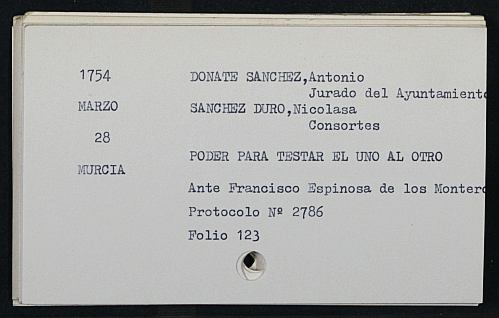 1754 DONATE SANCHEZ,Antonio
Jurado del Ayuntamiento
MARZO SANCHEZ DURO,Nicolasa
Consortes
28
PODER PARA TESTAR EL UNO AL OTRO
MURCIA
Ante Francisco Espinosa de los Montero
Protocolo Nº 2786
Folio 123